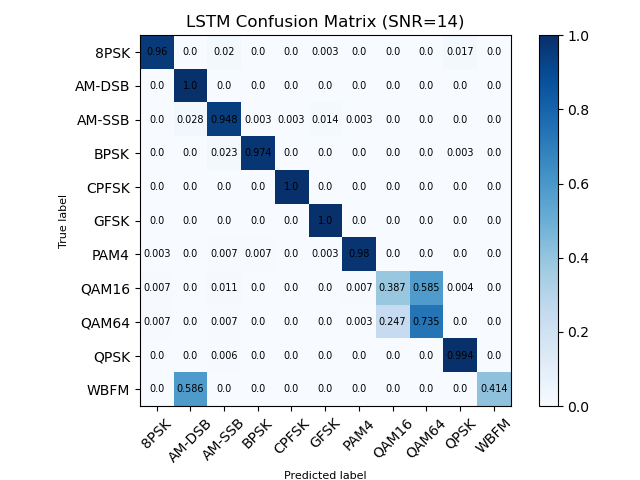 LSTM Confusion Matrix (SNR=14)
8PSK 0.96 0.0 0.02 0.0 0.0 0.003 0.0 0.0 0.0 0.017 0.0
AM-DSB 0.0 1.0 0.0 0.0 0.0 0.0 0.0 0.0 0.0 0.0 0.0
AM-SSB 0.0 0.028 0.948 0.003 0.003 0.014 0.003 0.0 0.0 0.0 0.0
BPSK 0.0 0.0 0.023 0.974 0.0 0.0 0.0 0.0 0.0 0.003 0.0
CPFSK 0.0 0.0 0.0 0.0 1.0 0.0 0.0 0.0 0.0 0.0 0.0
GFSK 0.0 0.0 0.0 0.0 0.0 1.0 0.0 0.0 0.0 0.0 0.0
PAM4 0.003 0.0 0.007 0.007 0.0 0.003 0.98 0.0 0.0 0.0 0.0
QAM16 0.007 0.0 0.011 0.0 0.0 0.0 0.007 0.387 0.585 0.004 0.0
QAM64 0.007 0.0 0.007 0.0 0.0 0.0 0.003 0.247 0.735 0.0 0.0
QPSK 0.0 0.0 0.006 0.0 0.0 0.0 0.0 0.0 0.0 0.994 0.0
WBFM 0.0 0.586 0.0 0.0 0.0 0.0 0.0 0.0 0.0 0.0 0.414
8PSK AM-DSB AM-SSB BPSK CPFSK GFSK PAM4 QAM16 QAM64 QPSK WBFM
Predicted label
True label
1.0
0.8
0.6
0.4
0.2
0.0